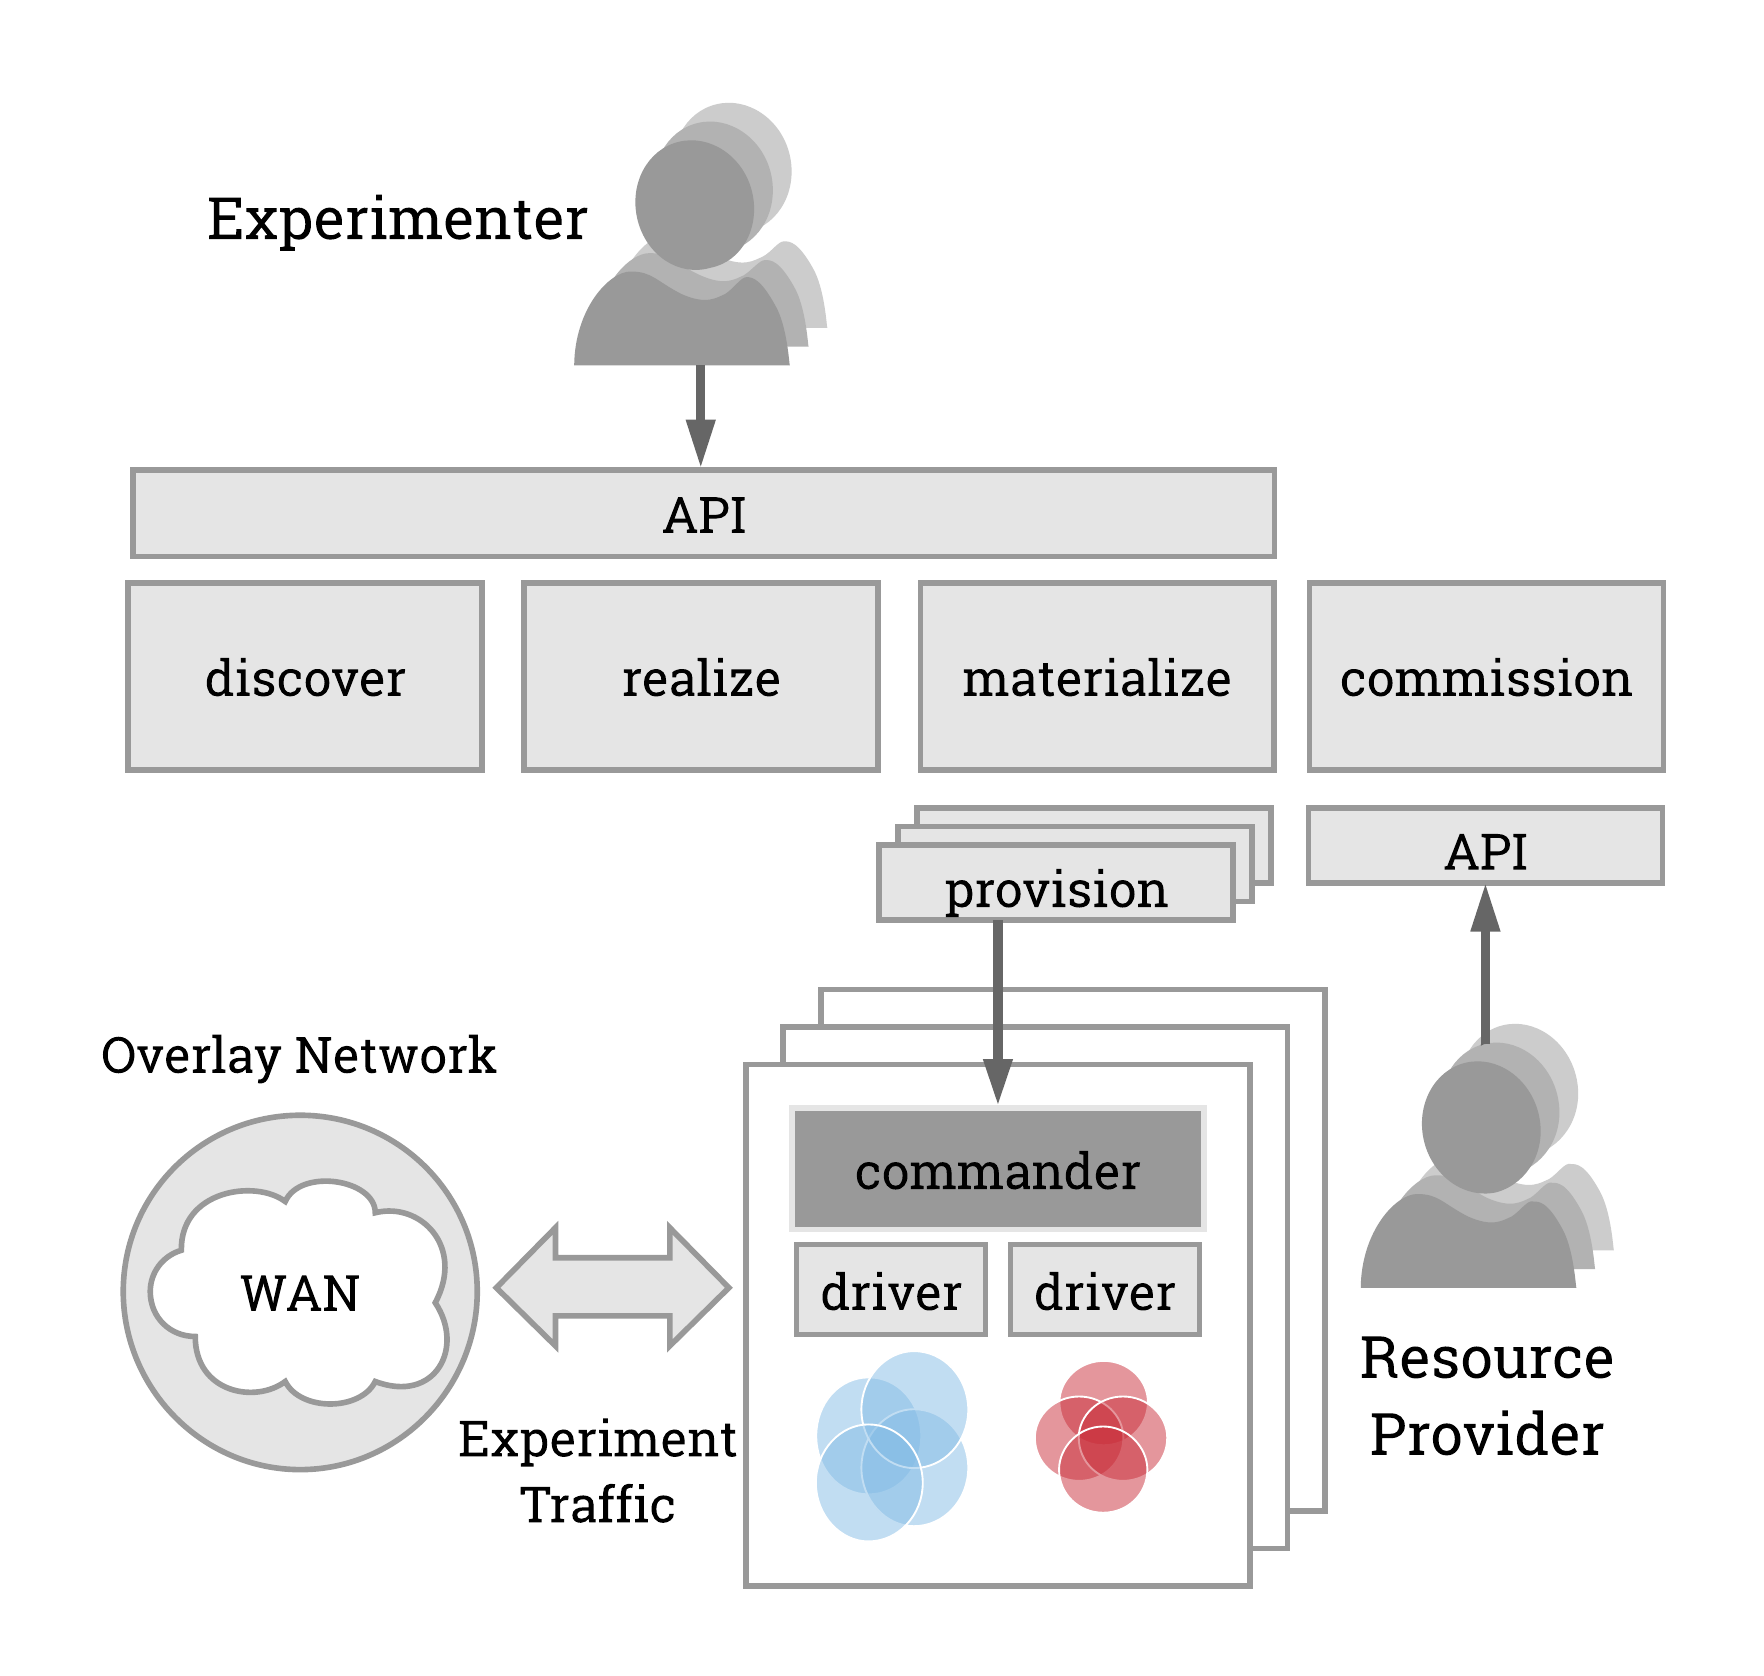 Experimenter
API
discover
realize
materialize
commission
provision
API
Overlay Network
WAN
Experiment
Traffic
commander
driver
driver
Resource
Provider